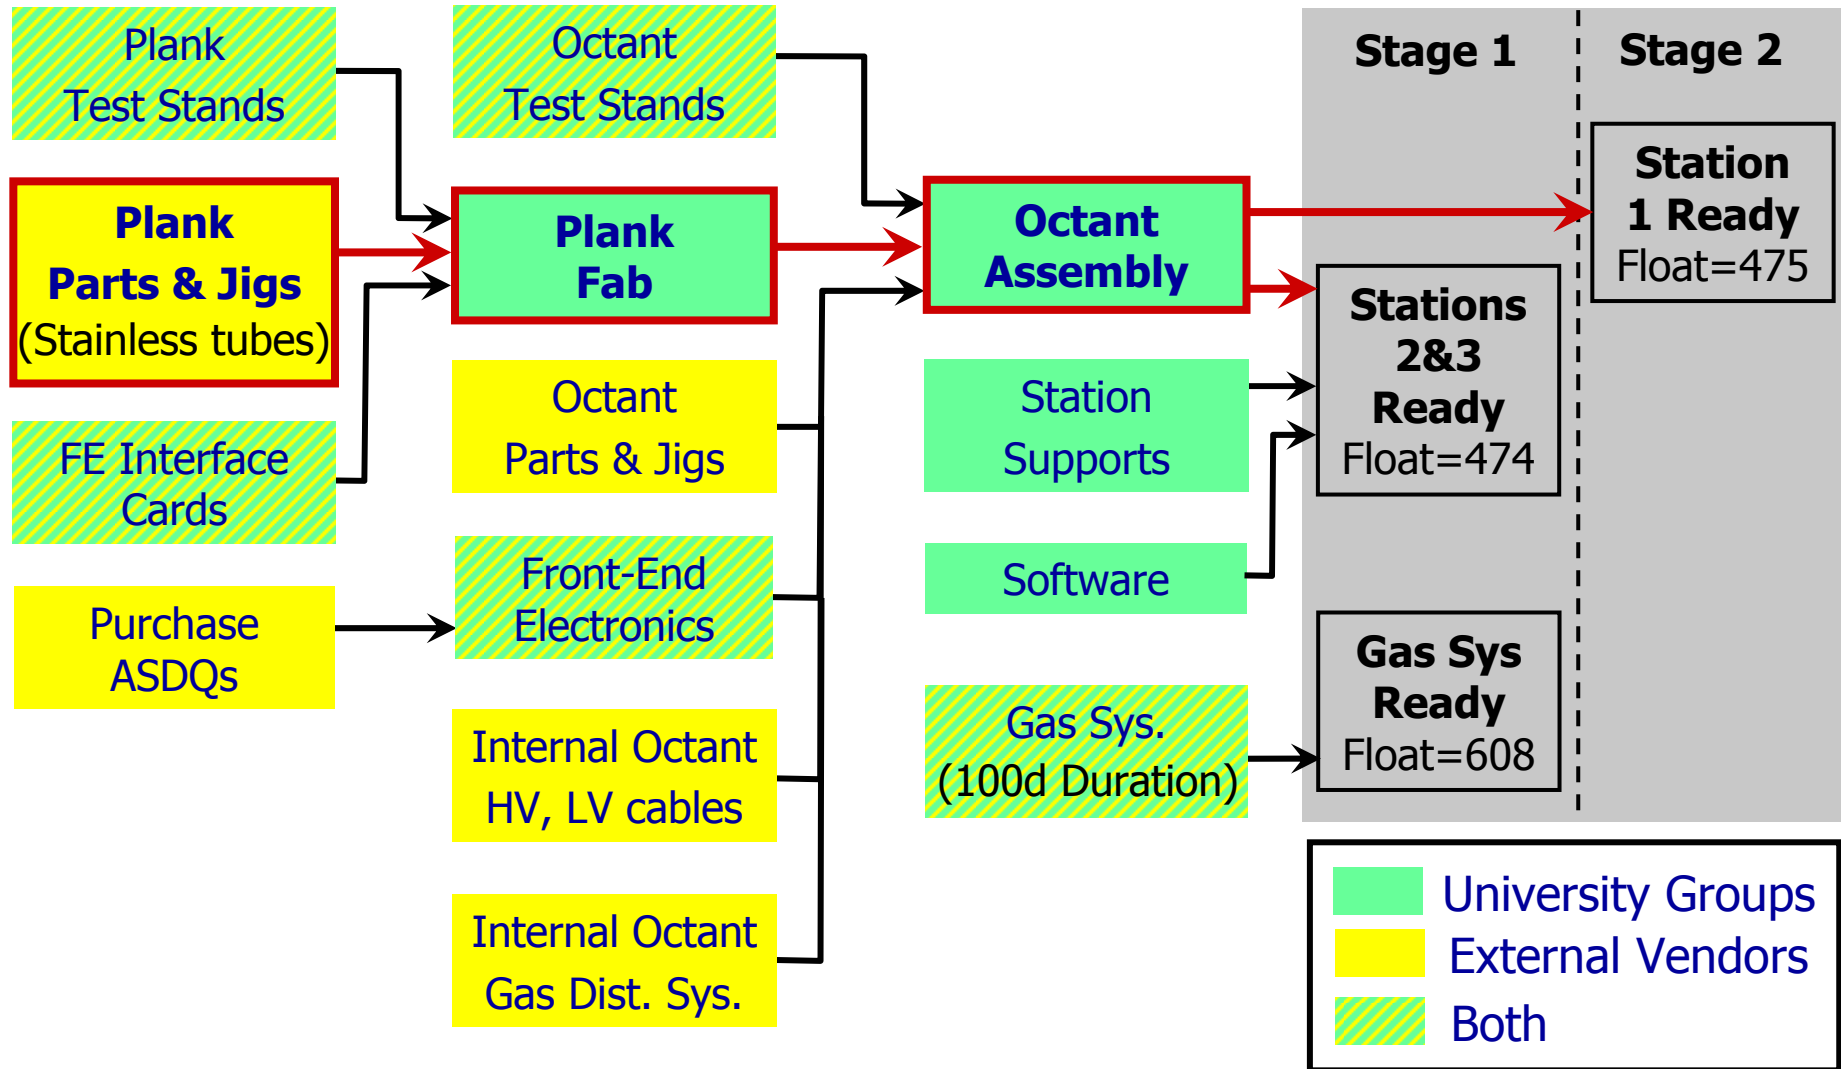 Plank
Test Stands
Octant
Test Stands
Stage 1
Stage 2
Plank
Parts & Jigs
(Stainless tubes)
Plank
Fab
Octant
Assembly
Station
1 Ready
Float=475
Stations
2&3
Ready
Float=474
FE Interface
Cards
Octant
Parts & Jigs
Station
Supports
Purchase
ASDQs
Front-End
Electronics
Software
Gas Sys
Ready
Float=608
Internal Octant
HV, LV cables
Gas Sys.
(100d Duration)
Internal Octant
Gas Dist. Sys.
University Groups
External Vendors
Both